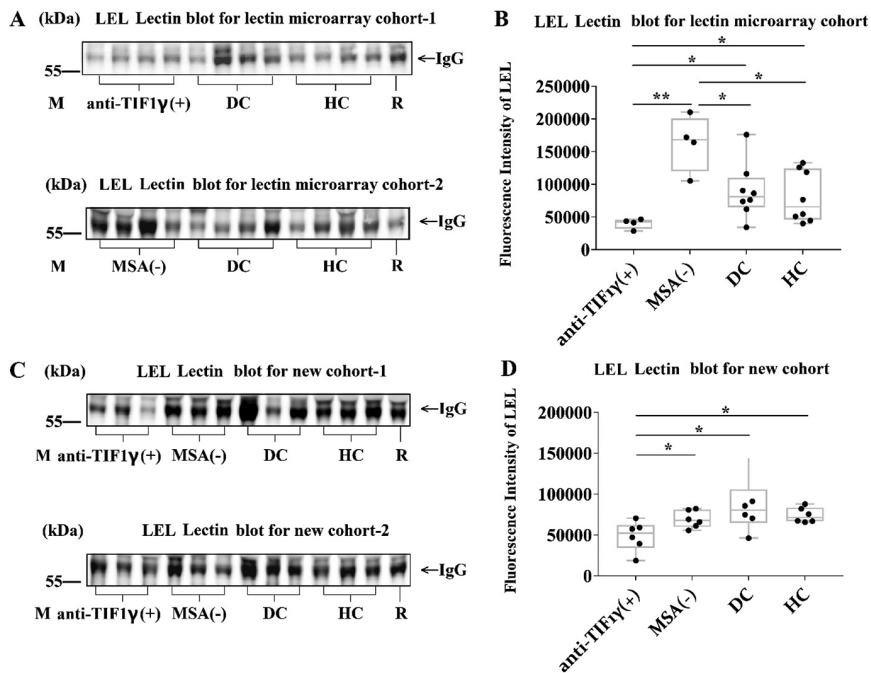 A (kDa) LEL Lectin blot for lectin microarray cohort-1
←IgG
55
M anti-TIF1γ(+) DC HC R
(kDa) LEL Lectin blot for lectin microarray cohort-2
←IgG
55
M MSA(-) DC HC R
B LEL Lectin blot for lectin microarray cohort
Fluorescence Intensity of LEL
250000
200000
150000
100000
50000
0
*
*
*
** *
anti-TIF1γ(+) MSA(-) DC HC
C (kDa) LEL Lectin blot for new cohort-1
←IgG
55
M anti-TIF1γ(+) MSA(-) DC HC R
(kDa) LEL Lectin blot for new cohort-2
←IgG
55
M anti-TIF1γ(+) MSA(-) DC HC R
D LEL Lectin blot for new cohort
Fluorescence Intensity of LEL
200000
150000
100000
50000
0
*
*
*
anti-TIF1γ(+) MSA(-) DC HC